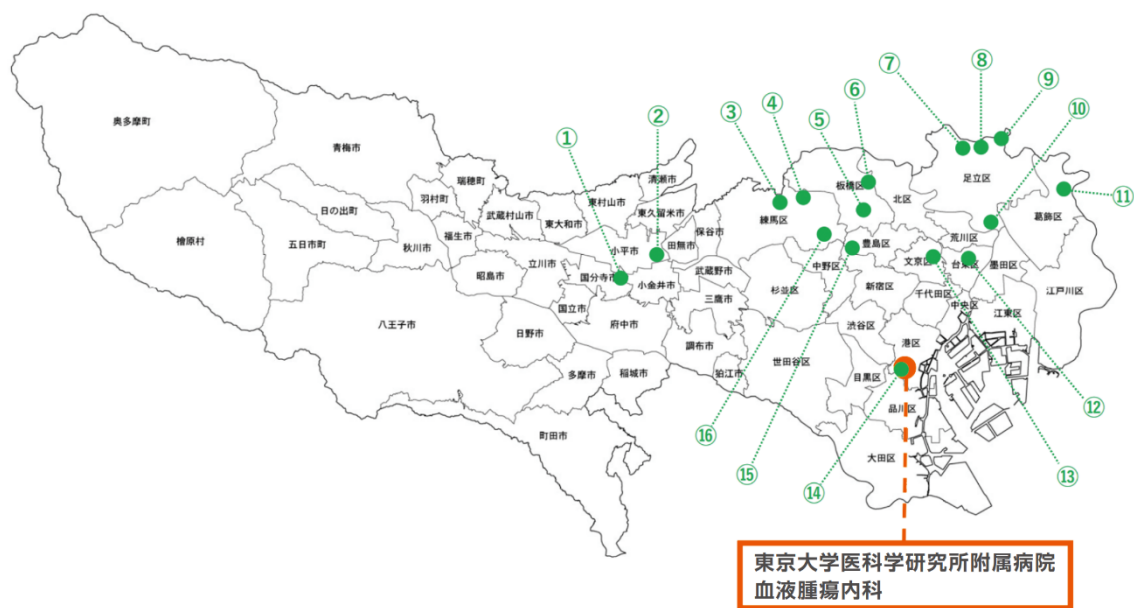 ⑦
⑧
⑨
⑥
⑩
②
③
④
⑤
①
⑪
奥多摩町
青梅市
瑞穂町
羽村町
清瀬市
東村山市
武蔵村山市
東大和市
東久留米市
日の出町
檜原村
五日市町
秋川市
福生市
保谷市
田無市
小平市
立川市
昭島市
国分寺市
小金井市
武蔵野市
国立市
三鷹市
八王子市
日野市
府中市
調布市
多摩市
稲城市
狛江市
町田市
板橋区
北区
足立区
練馬区
葛飾区
荒川区
豊島区
文京区
台東区
墨田区
中野区
杉並区
新宿区
千代田区
中央区
江東区
江戸川区
渋谷区
港区
世田谷区
目黒区
品川区
大田区
⑫
⑯
⑮
⑬
⑭
東京大学医科学研究所附属病院
血液腫瘍内科